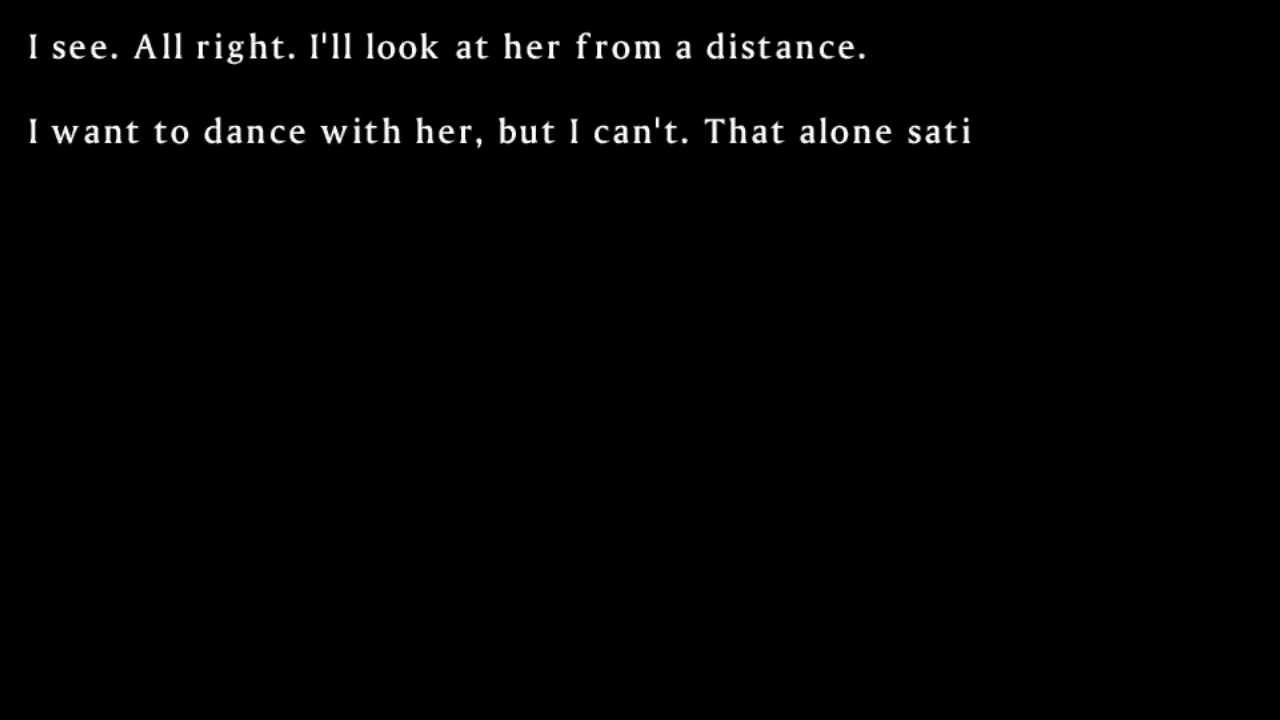 I see. All right. I'll look at her from a distance.
I want to dance with her, but I can't. That alone sati